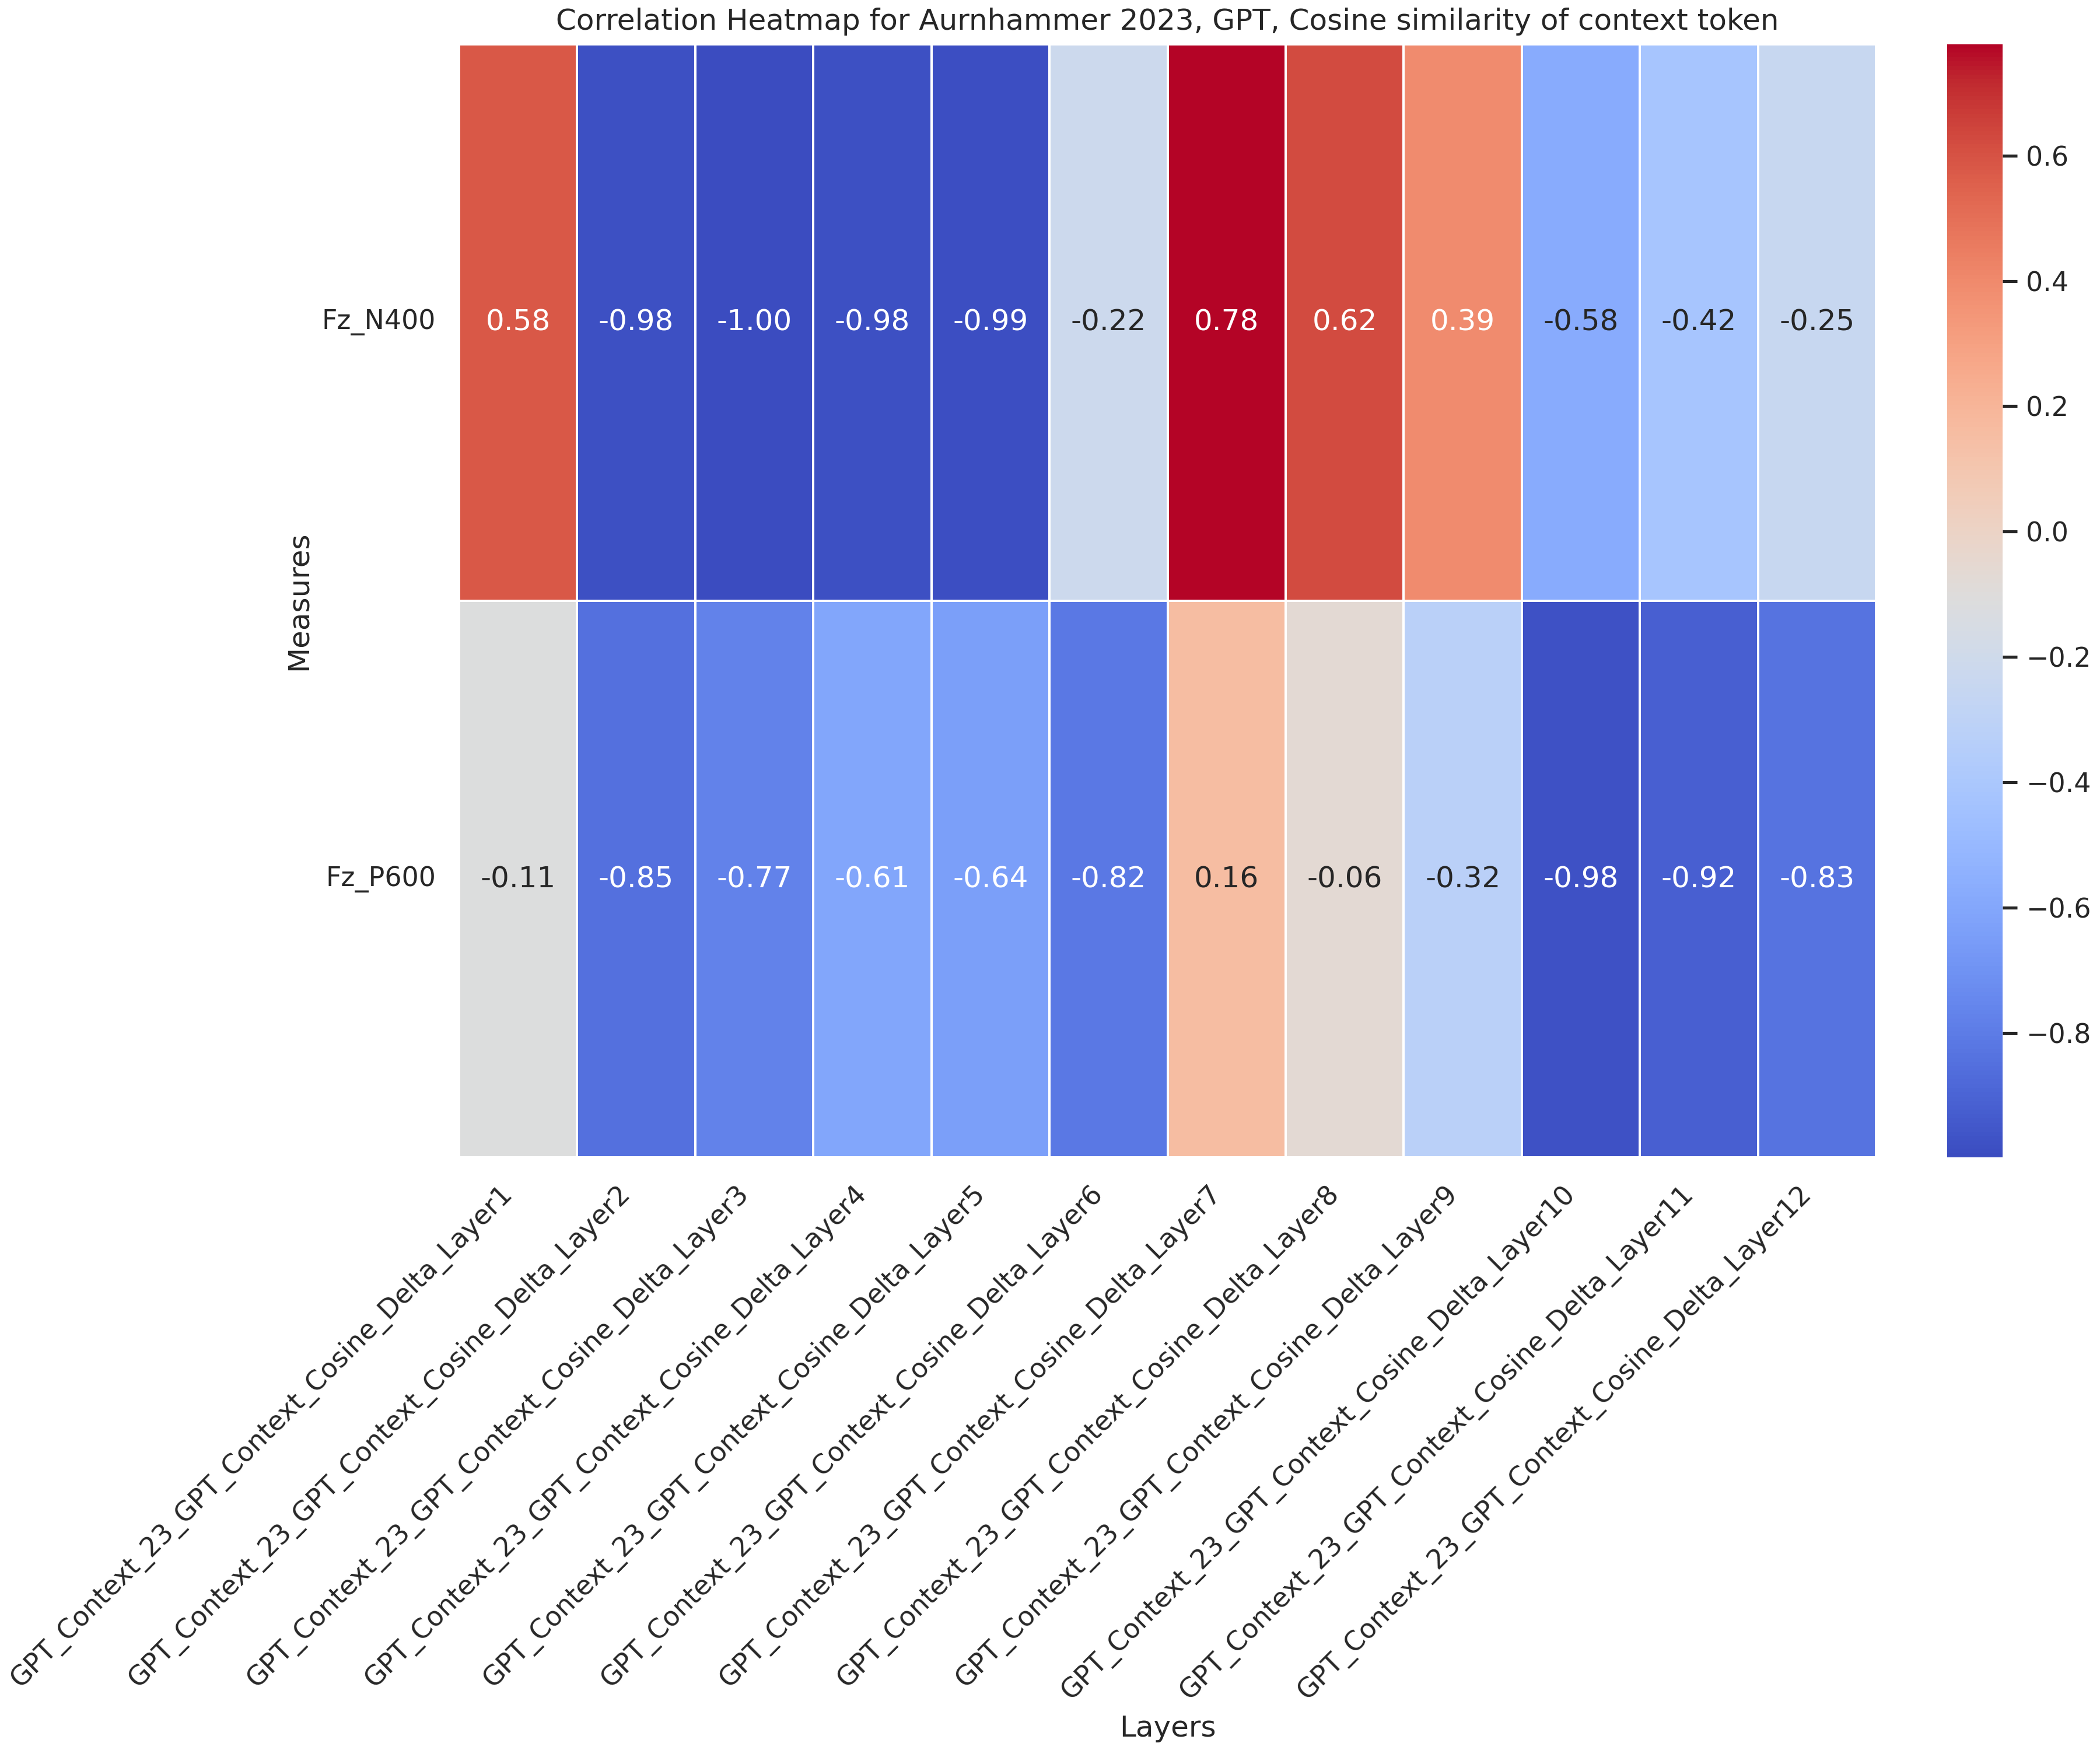 Correlation Heatmap for Aurnhammer 2023, GPT, Cosine similarity of context token
Measures
Fz_N400
0.58 -0.98 -1.00 -0.98 -0.99 -0.22 0.78 0.62 0.39 -0.58 -0.42 -0.25
Fz_P600
-0.11 -0.85 -0.77 -0.61 -0.64 -0.82 0.16 -0.06 -0.32 -0.98 -0.92 -0.83
GPT_Context_23_GPT_Context_Cosine_Delta_Layer1
GPT_Context_23_GPT_Context_Cosine_Delta_Layer2
GPT_Context_23_GPT_Context_Cosine_Delta_Layer3
GPT_Context_23_GPT_Context_Cosine_Delta_Layer4
GPT_Context_23_GPT_Context_Cosine_Delta_Layer5
GPT_Context_23_GPT_Context_Cosine_Delta_Layer6
GPT_Context_23_GPT_Context_Cosine_Delta_Layer7
GPT_Context_23_GPT_Context_Cosine_Delta_Layer8
GPT_Context_23_GPT_Context_Cosine_Delta_Layer9
GPT_Context_23_GPT_Context_Cosine_Delta_Layer10
GPT_Context_23_GPT_Context_Cosine_Delta_Layer11
GPT_Context_23_GPT_Context_Cosine_Delta_Layer12
Layers
0.6
0.4
0.2
0.0
−0.2
−0.4
−0.6
−0.8